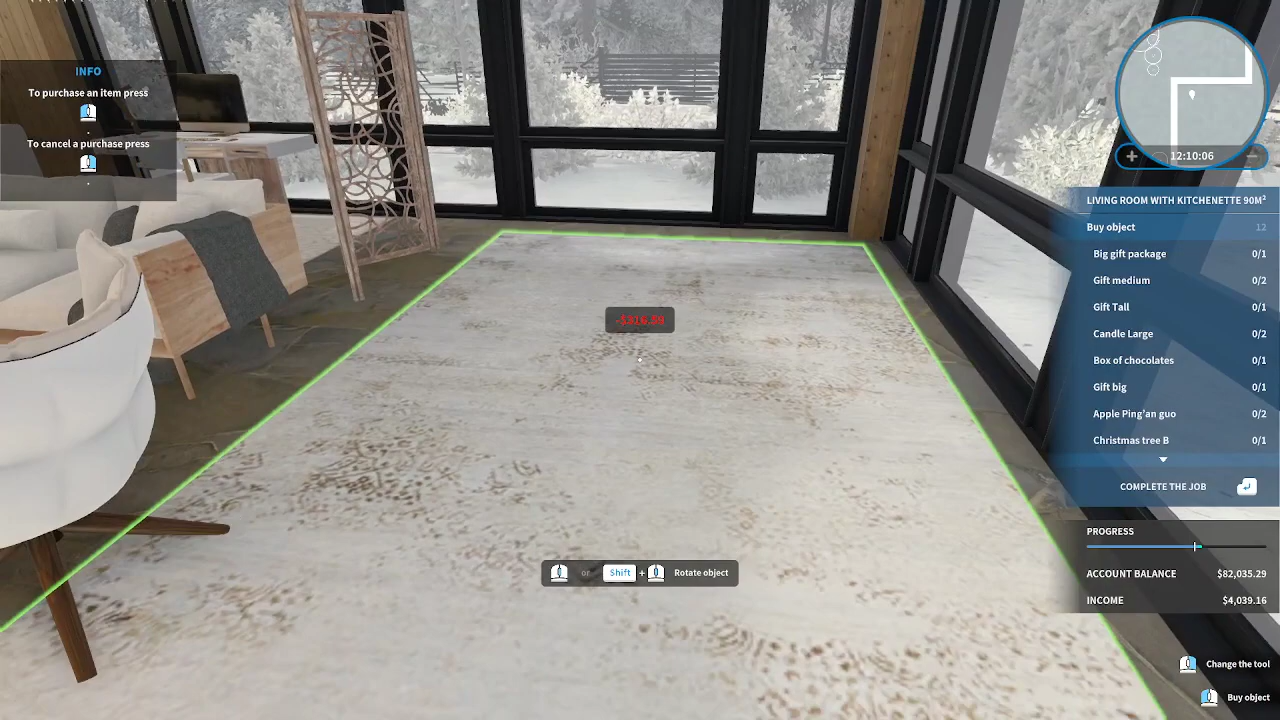 INFO
To purchase an item press
To cancel a purchase press
12:10:06
LIVING ROOM WITH KITCHENETTE 90M²
Buy object 12
Big gift package 0/1
Gift medium 0/2
Gift Tall 0/1
Candle Large 0/2
Box of chocolates 0/1
Gift big 0/1
Apple Ping'an guo 0/2
Christmas tree B 0/1
COMPLETE THE JOB
PROGRESS
ACCOUNT BALANCE $82,035.29
INCOME $4,039.16
-$316.59
or Shift + Rotate object
Change the tool
Buy object